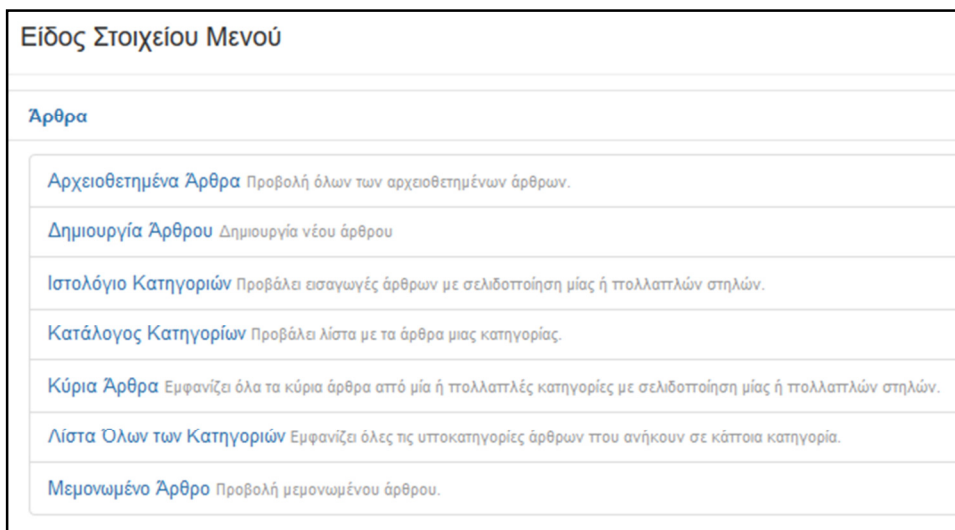 Είδος Στοιχείου Μενού
Άρθρα
Αρχειοθετημένα Άρθρα Προβολή όλων των αρχειοθετημένων άρθρων.
Δημιουργία Άρθρου Δημιουργία νέου άρθρου
Ιστολόγιο Κατηγοριών Προβάλει εισαγωγές άρθρων με σελιδοποίηση μίας ή πολλαπλών στηλών.
Κατάλογος Κατηγορίων Προβάλει λίστα με τα άρθρα μιας κατηγορίας.
Κύρια Άρθρα Εμφανίζει όλα τα κύρια άρθρα από μία ή πολλαπλές κατηγορίες με σελιδοποίηση μίας ή πολλαπλών στηλών.
Λίστα Όλων των Κατηγοριών Εμφανίζει όλες τις υποκατηγορίες άρθρων που ανήκουν σε κάποια κατηγορία.
Μεμονωμένο Άρθρο Προβολή μεμονωμένου άρθρου.